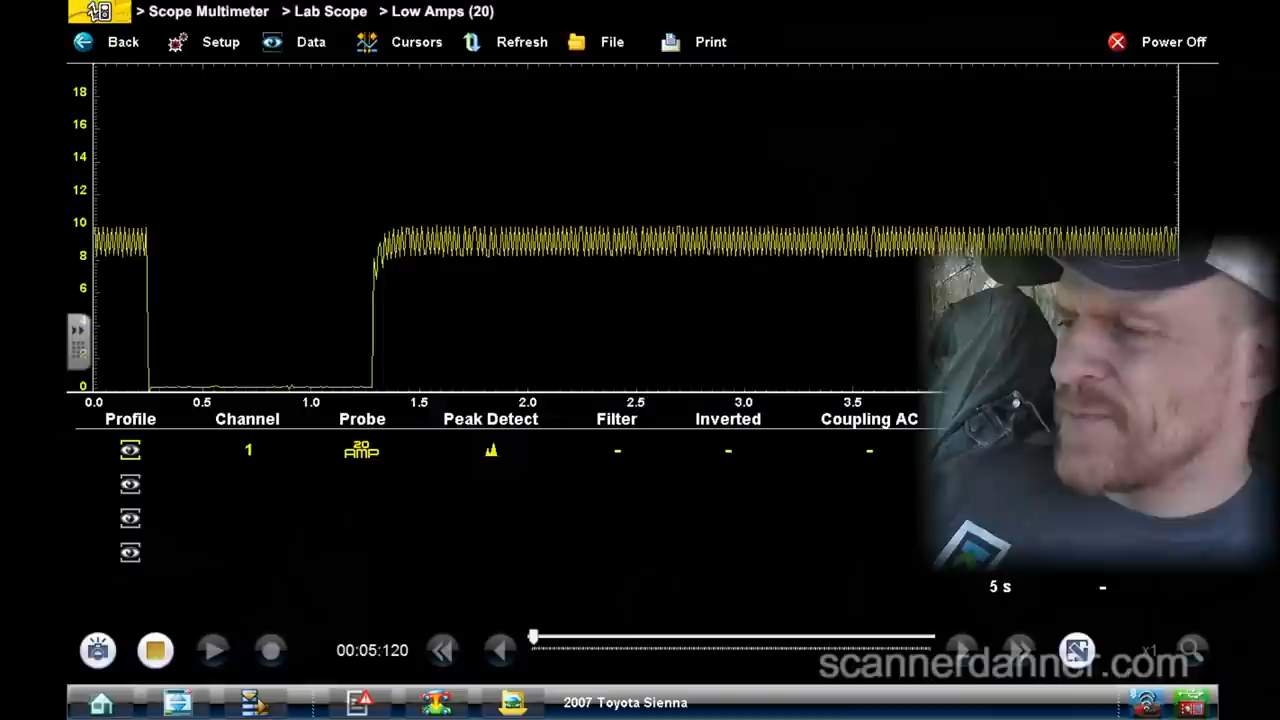 > Scope Multimeter > Lab Scope > Low Amps (20)
Back Setup Data Cursors Refresh File Print Power Off
18
16
14
12
10
8
6
4
2
0
0.0 0.5 1.0 1.5 2.0 2.5 3.0 3.5
Profile Channel Probe Peak Detect Filter Inverted Coupling AC
1 20 AMP - - -
5 s -
00:05:120 x1
scannerdanner.com
2007 Toyota Sienna